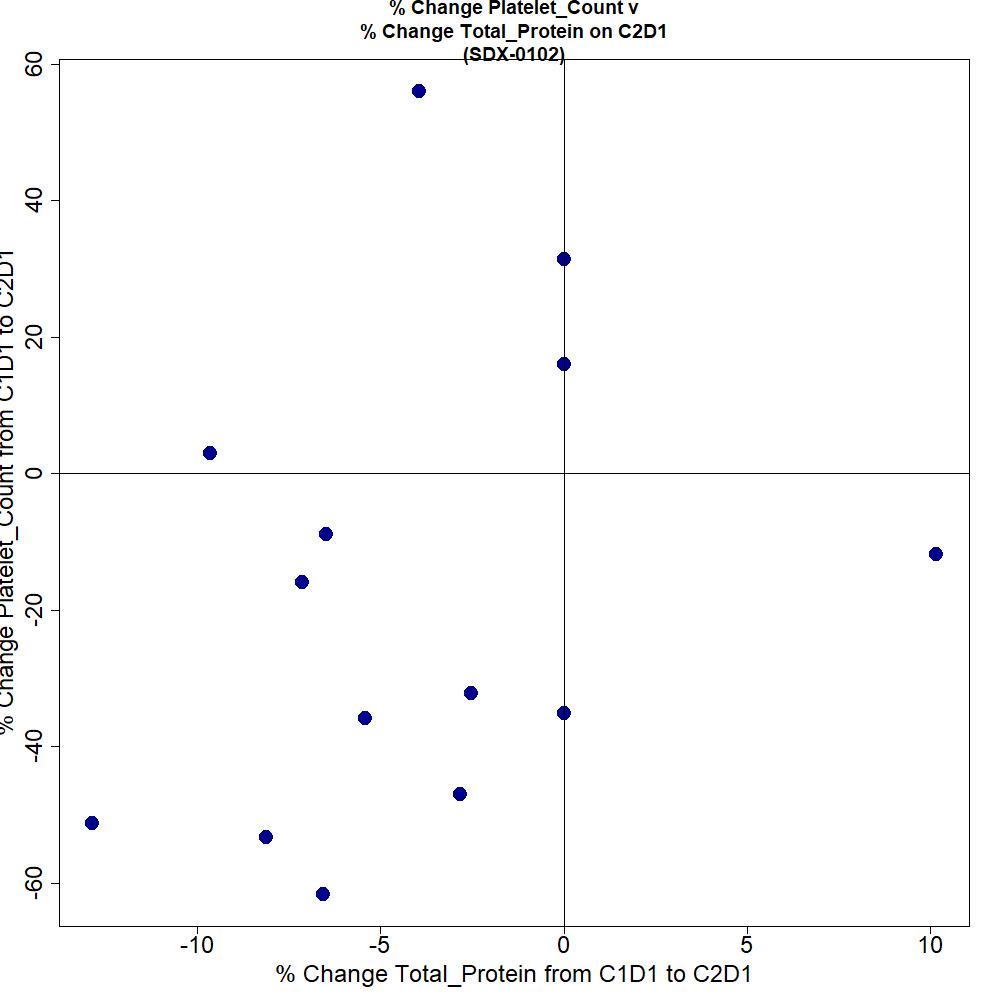 % Change Platelet_Count v
% Change Total_Protein on C2D1
(SDX-0102)
% Change Platelet_Count from C1D1 to C2D1
60
40
20
0
-20
-40
-60
-10
-5
0
5
10
% Change Total_Protein from C1D1 to C2D1